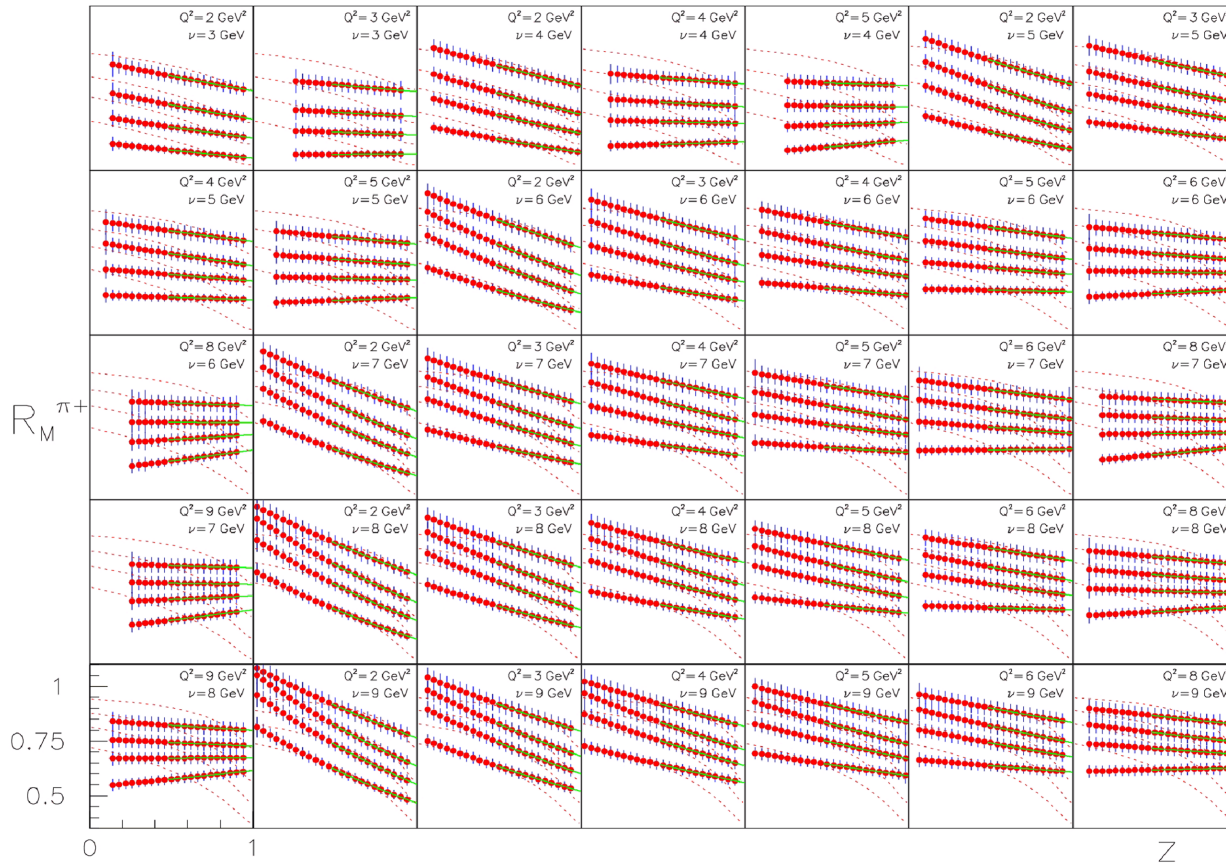 Q²=2 GeV²
ν=3 GeV
Q²=3 GeV²
ν=3 GeV
Q²=2 GeV²
ν=4 GeV
Q²=4 GeV²
ν=4 GeV
Q²=5 GeV²
ν=4 GeV
Q²=2 GeV²
ν=5 GeV
Q²=3 GeV²
ν=5 GeV
Q²=4 GeV²
ν=5 GeV
Q²=5 GeV²
ν=5 GeV
Q²=2 GeV²
ν=6 GeV
Q²=3 GeV²
ν=6 GeV
Q²=4 GeV²
ν=6 GeV
Q²=5 GeV²
ν=6 GeV
Q²=6 GeV²
ν=6 GeV
Q²=8 GeV²
ν=6 GeV
Q²=2 GeV²
ν=7 GeV
Q²=3 GeV²
ν=7 GeV
Q²=4 GeV²
ν=7 GeV
Q²=5 GeV²
ν=7 GeV
Q²=6 GeV²
ν=7 GeV
Q²=8 GeV²
ν=7 GeV
R_M^π+
Q²=9 GeV²
ν=7 GeV
Q²=2 GeV²
ν=8 GeV
Q²=3 GeV²
ν=8 GeV
Q²=4 GeV²
ν=8 GeV
Q²=5 GeV²
ν=8 GeV
Q²=6 GeV²
ν=8 GeV
Q²=8 GeV²
ν=8 GeV
Q²=9 GeV²
ν=8 GeV
Q²=2 GeV²
ν=9 GeV
Q²=3 GeV²
ν=9 GeV
Q²=4 GeV²
ν=9 GeV
Q²=5 GeV²
ν=9 GeV
Q²=6 GeV²
ν=9 GeV
Q²=8 GeV²
ν=9 GeV
1
0.75
0.5
0 1 Z